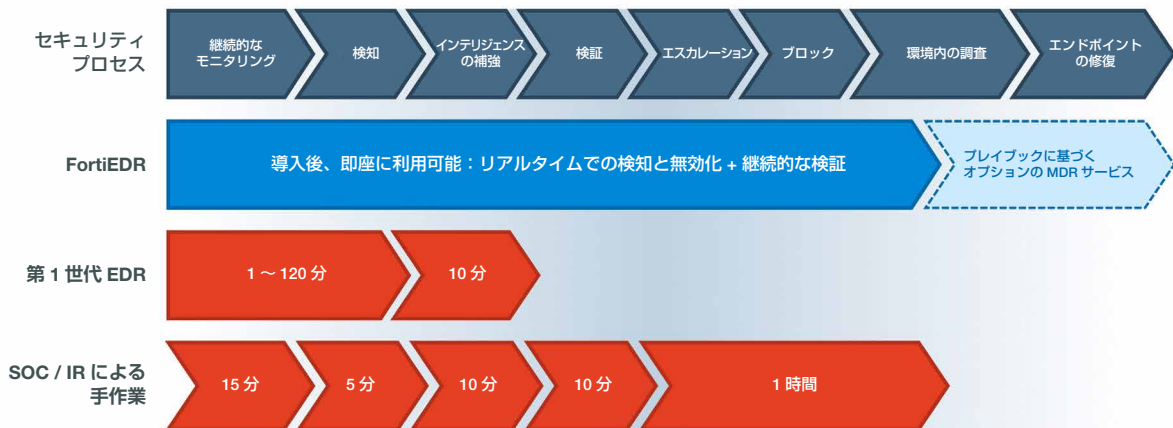 セキュリティ
プロセス
継続的な
モニタリング
検知
インテリジェンス
の補強
検証
エスカレーション
ブロック
環境内の調査
エンドポイント
の修復
FortiEDR
導入後、即座に利用可能：リアルタイムでの検知と無効化 + 継続的な検証
プレイブックに基づく
オプションの MDR サービス
第 1 世代 EDR
1 ～ 120 分
10 分
SOC / IR による
手作業
15 分
5 分
10 分
10 分
1 時間